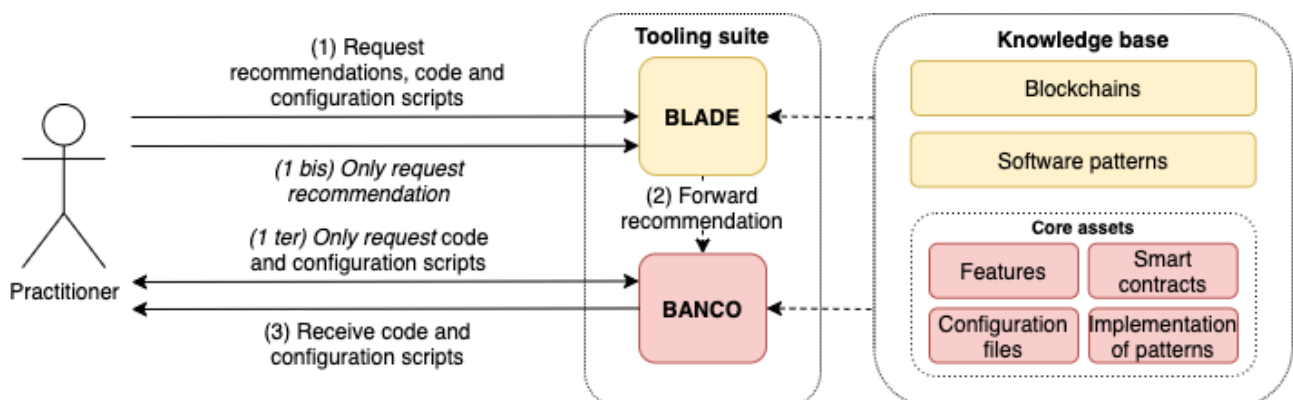 (1) Request
recommendations, code and
configuration scripts
(1 bis) Only request
recommendation
(1 ter) Only request code
and configuration scripts
(3) Receive code and
configuration scripts
Practitioner
Tooling suite
BLADE
(2) Forward
recommendation
BANCO
Knowledge base
Blockchains
Software patterns
Core assets
Features
Smart
contracts
Configuration
files
Implementation
of patterns